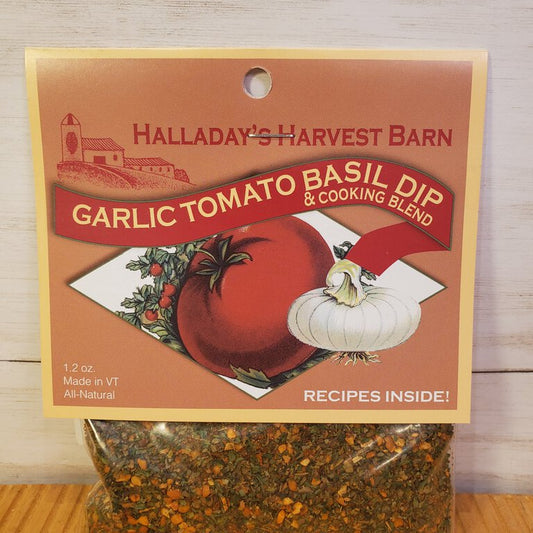 HALLADAY'S HARVEST BARN
GARLIC TOMATO BASIL DIP
& COOKING BLEND
1.2 oz.
Made in VT
All-Natural
RECIPES INSIDE!